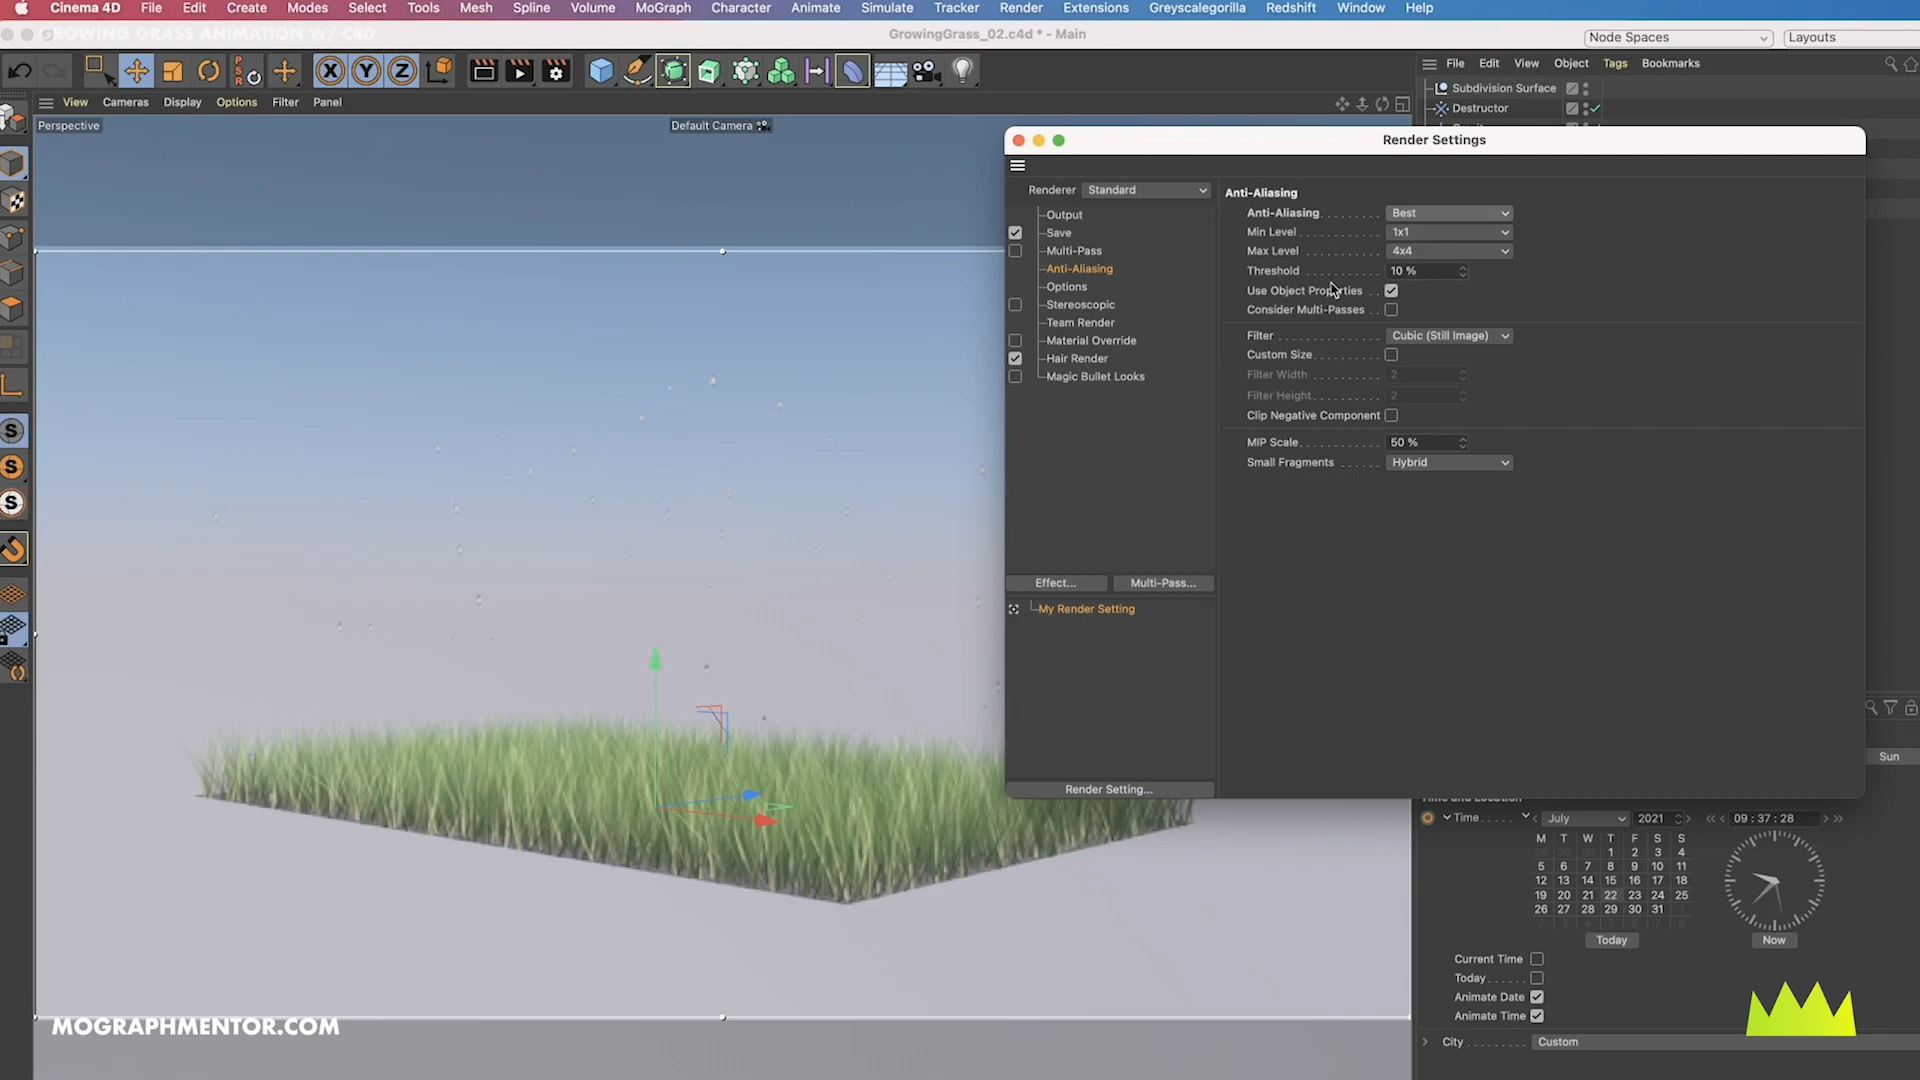 Cinema 4D File Edit Create Modes Select Tools Mesh Spline Volume MoGraph Character Animate Simulate Tracker Render Extensions Greyscalegorilla Redshift Window Help
GROWING GRASS ANIMATION W/ C4D
GrowingGrass_02.c4d * - Main
Node Spaces
Layouts
PSR
X Y Z
File Edit View Object Tags Bookmarks
Subdivision Surface
Destructor
View Cameras Display Options Filter Panel
Perspective
Default Camera
Render Settings
Renderer Standard
Output
Save
Multi-Pass
Anti-Aliasing
Options
Stereoscopic
Team Render
Material Override
Hair Render
Magic Bullet Looks
Effect...
Multi-Pass...
My Render Setting
Render Setting...
Anti-Aliasing
Anti-Aliasing Best
Min Level 1x1
Max Level 4x4
Threshold 10 %
Use Object Properties
Consider Multi-Passes
Filter Cubic (Still Image)
Custom Size
Filter Width 2
Filter Height 2
Clip Negative Component
MIP Scale 50 %
Small Fragments Hybrid
S
S
S
Sun
Time and Location
Time July 2021 09 : 37 : 28
M T W T F S S
1 2 3 4
5 6 7 8 9 10 11
12 13 14 15 16 17 18
19 20 21 22 23 24 25
26 27 28 29 30 31
Today
Now
Current Time
Today
Animate Date
Animate Time
City Custom
MOGRAPHMENTOR.COM